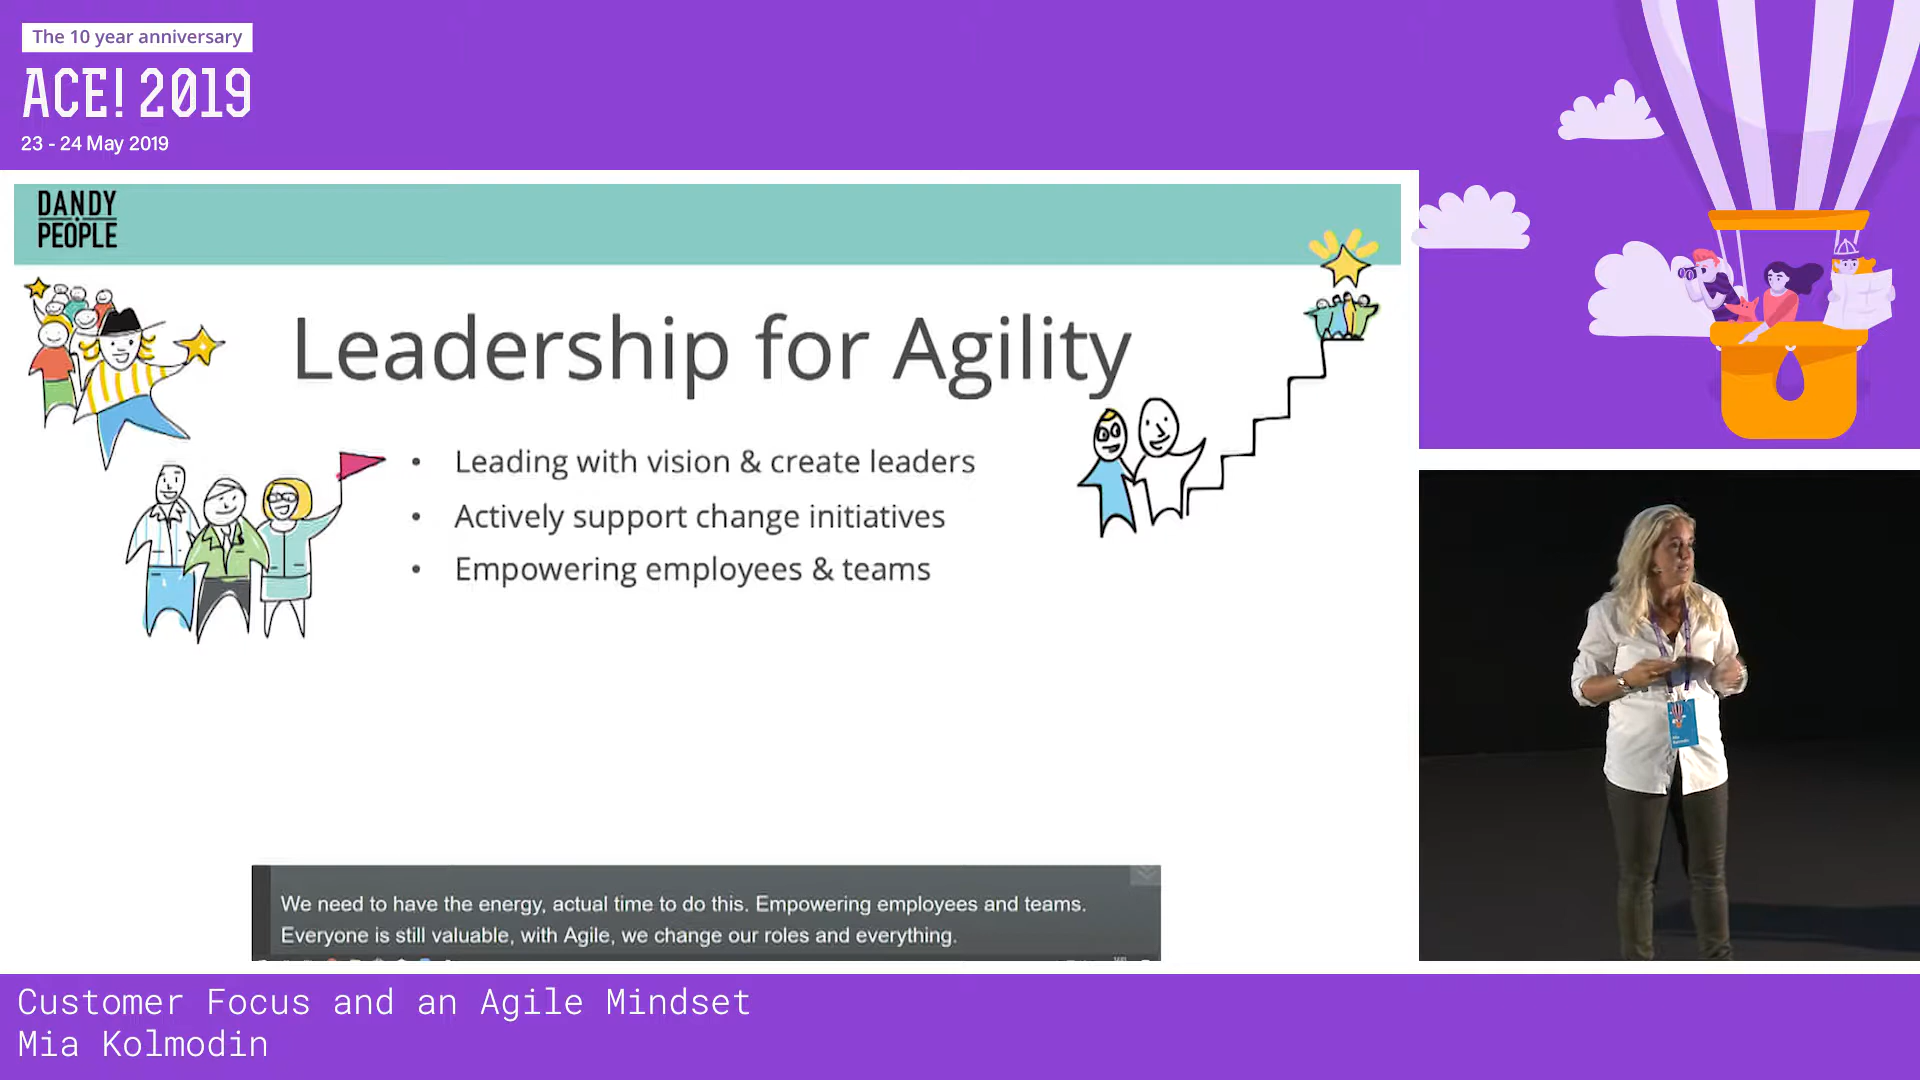 The 10 year anniversary
ACE! 2019
23 - 24 May 2019
DANDY
PEOPLE
Leadership for Agility
• Leading with vision & create leaders
• Actively support change initiatives
• Empowering employees & teams
We need to have the energy, actual time to do this. Empowering employees and teams.
Everyone is still valuable, with Agile, we change our roles and everything.
Customer Focus and an Agile Mindset
Mia Kolmodin